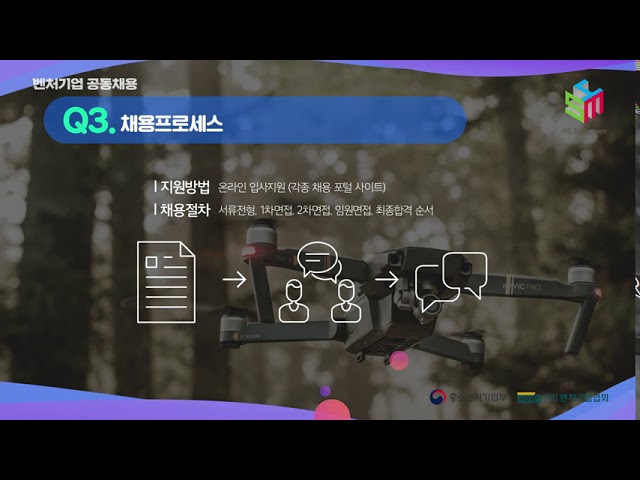 벤처기업 공동채용
Q3. 채용프로세스
지원방법 온라인 입사지원 (각종 채용 포털 사이트)
채용절차 서류전형, 1차면접, 2차면접, 임원면접, 최종합격 순서
MAVIC PRO